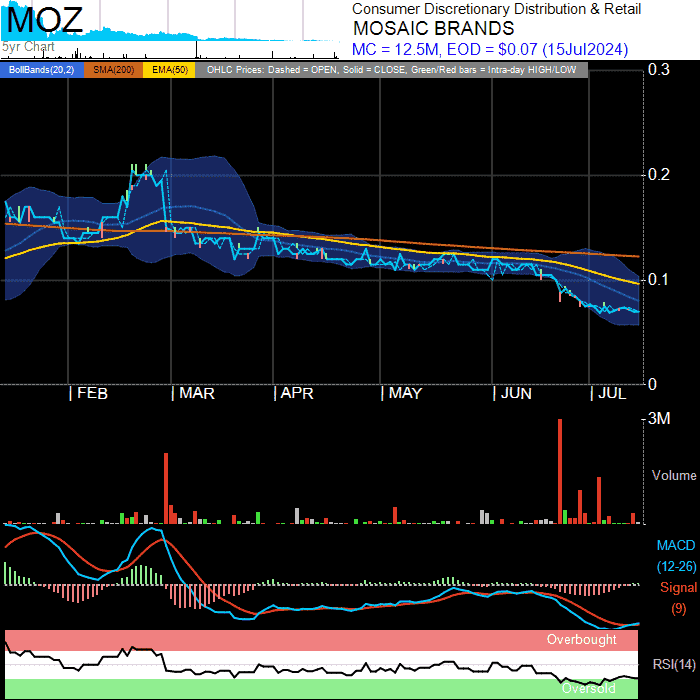 MOZ
5yr Chart
Consumer Discretionary Distribution & Retail
MOSAIC BRANDS
MC = 12.5M, EOD = $0.07 (15Jul2024)
BollBands(20,2) SMA(200) EMA(50) OHLC Prices: Dashed = OPEN, Solid = CLOSE, Green/Red bars = Intra-day HIGH/LOW
0.3
0.2
0.1
0
| FEB | MAR | APR | MAY | JUN | JUL
3M
Volume
MACD
(12-26)
Signal
(9)
Overbought
RSI(14)
Oversold